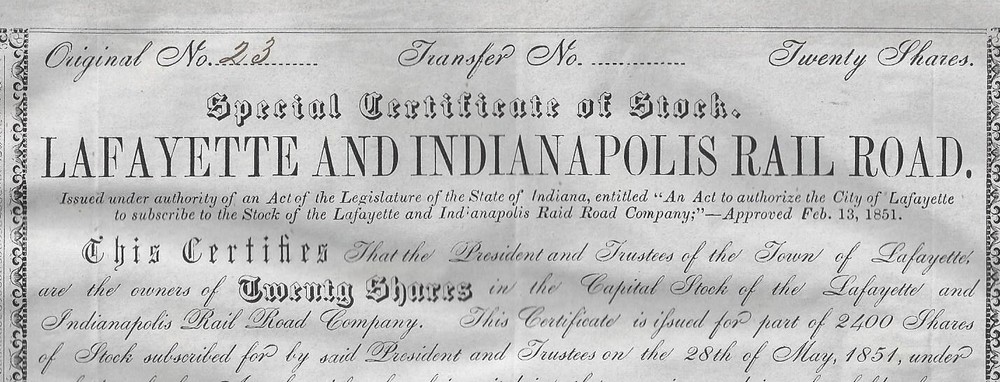 Original No. 23 Transfer No. Twenty Shares.
Special Certificate of Stock.
LAFAYETTE AND INDIANAPOLIS RAIL ROAD.
Issued under authority of an Act of the Legislature of the State of Indiana, entitled "An Act to authorize the City of Lafayette
to subscribe to the Stock of the Lafayette and Indianapolis Raid Road Company;"—Approved Feb. 13, 1851.
This Certifies That the President and Trustees of the Town of Lafayette,
are the owners of Twenty Shares in the Capital Stock of the Lafayette and
Indianapolis Rail Road Company. This Certificate is ifsued for part of 2400 Shares
of Stock subscribed for by said President and Trustees on the 28th of May, 1851, under